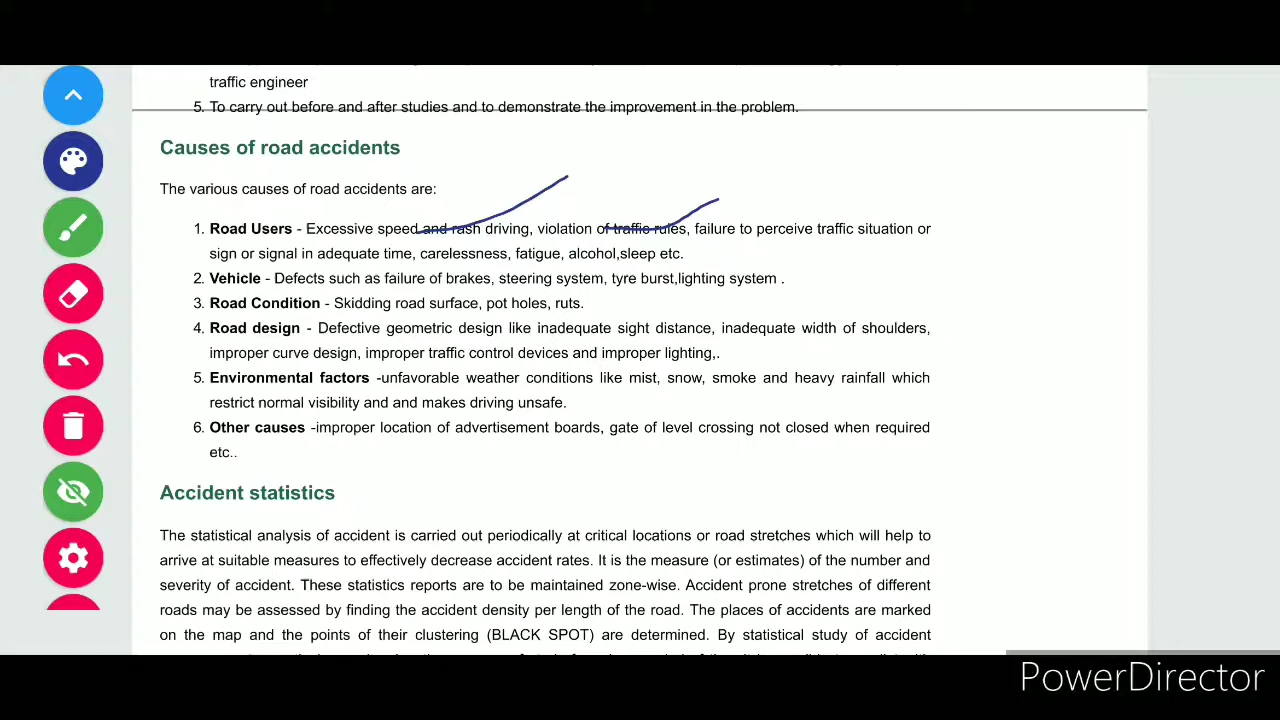 traffic engineer
5. To carry out before and after studies and to demonstrate the improvement in the problem.
Causes of road accidents
The various causes of road accidents are:
1. Road Users - Excessive speed and rash driving, violation of traffic rules, failure to perceive traffic situation or
sign or signal in adequate time, carelessness, fatigue, alcohol,sleep etc.
2. Vehicle - Defects such as failure of brakes, steering system, tyre burst,lighting system .
3. Road Condition - Skidding road surface, pot holes, ruts.
4. Road design - Defective geometric design like inadequate sight distance, inadequate width of shoulders,
improper curve design, improper traffic control devices and improper lighting,.
5. Environmental factors -unfavorable weather conditions like mist, snow, smoke and heavy rainfall which
restrict normal visibility and and makes driving unsafe.
6. Other causes -improper location of advertisement boards, gate of level crossing not closed when required
etc..
Accident statistics
The statistical analysis of accident is carried out periodically at critical locations or road stretches which will help to
arrive at suitable measures to effectively decrease accident rates. It is the measure (or estimates) of the number and
severity of accident. These statistics reports are to be maintained zone-wise. Accident prone stretches of different
roads may be assessed by finding the accident density per length of the road. The places of accidents are marked
on the map and the points of their clustering (BLACK SPOT) are determined. By statistical study of accident
PowerDirector